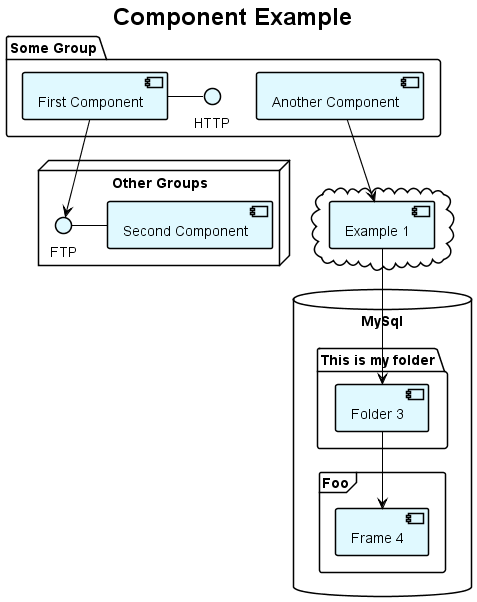 Component Example
Some Group
First Component
HTTP
Another Component
Other Groups
FTP
Second Component
Example 1
MySql
This is my folder
Folder 3
Foo
Frame 4